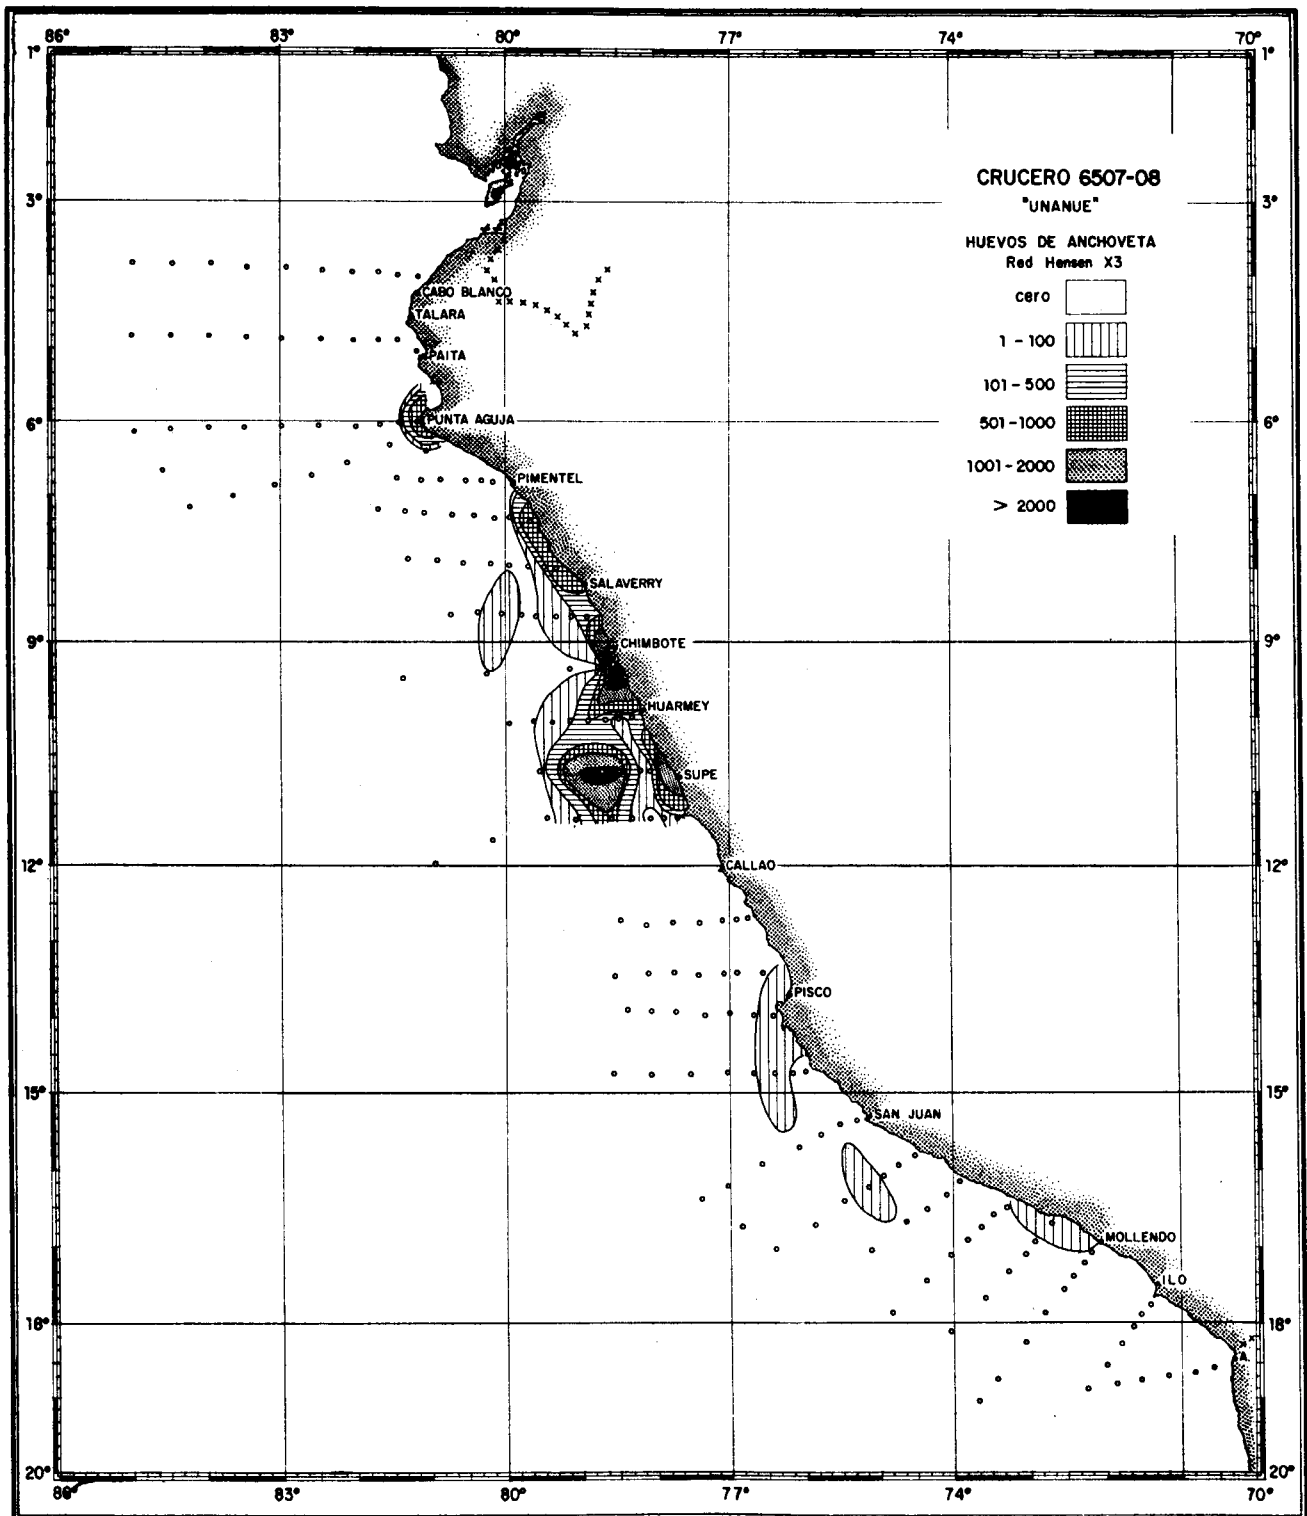 86° 83° 80° 77° 74° 70°
1° 1°
CRUCERO 6507-08
"UNANUE"
HUEVOS DE ANCHOVETA
Red Hensen X3
cero
1 - 100
101 - 500
501 - 1000
1001 - 2000
> 2000
3° 3°
CABO BLANCO
TALARA
PAITA
6° PUNTA AGUJA 6°
PIMENTEL
SALAVERRY
9° CHIMBOTE 9°
HUARMEY
SUPE
12° CALLAO 12°
PISCO
15° 15°
SAN JUAN
MOLLENDO
ILO
18° 18°
A.
20° 20°
86° 83° 80° 77° 74° 70°